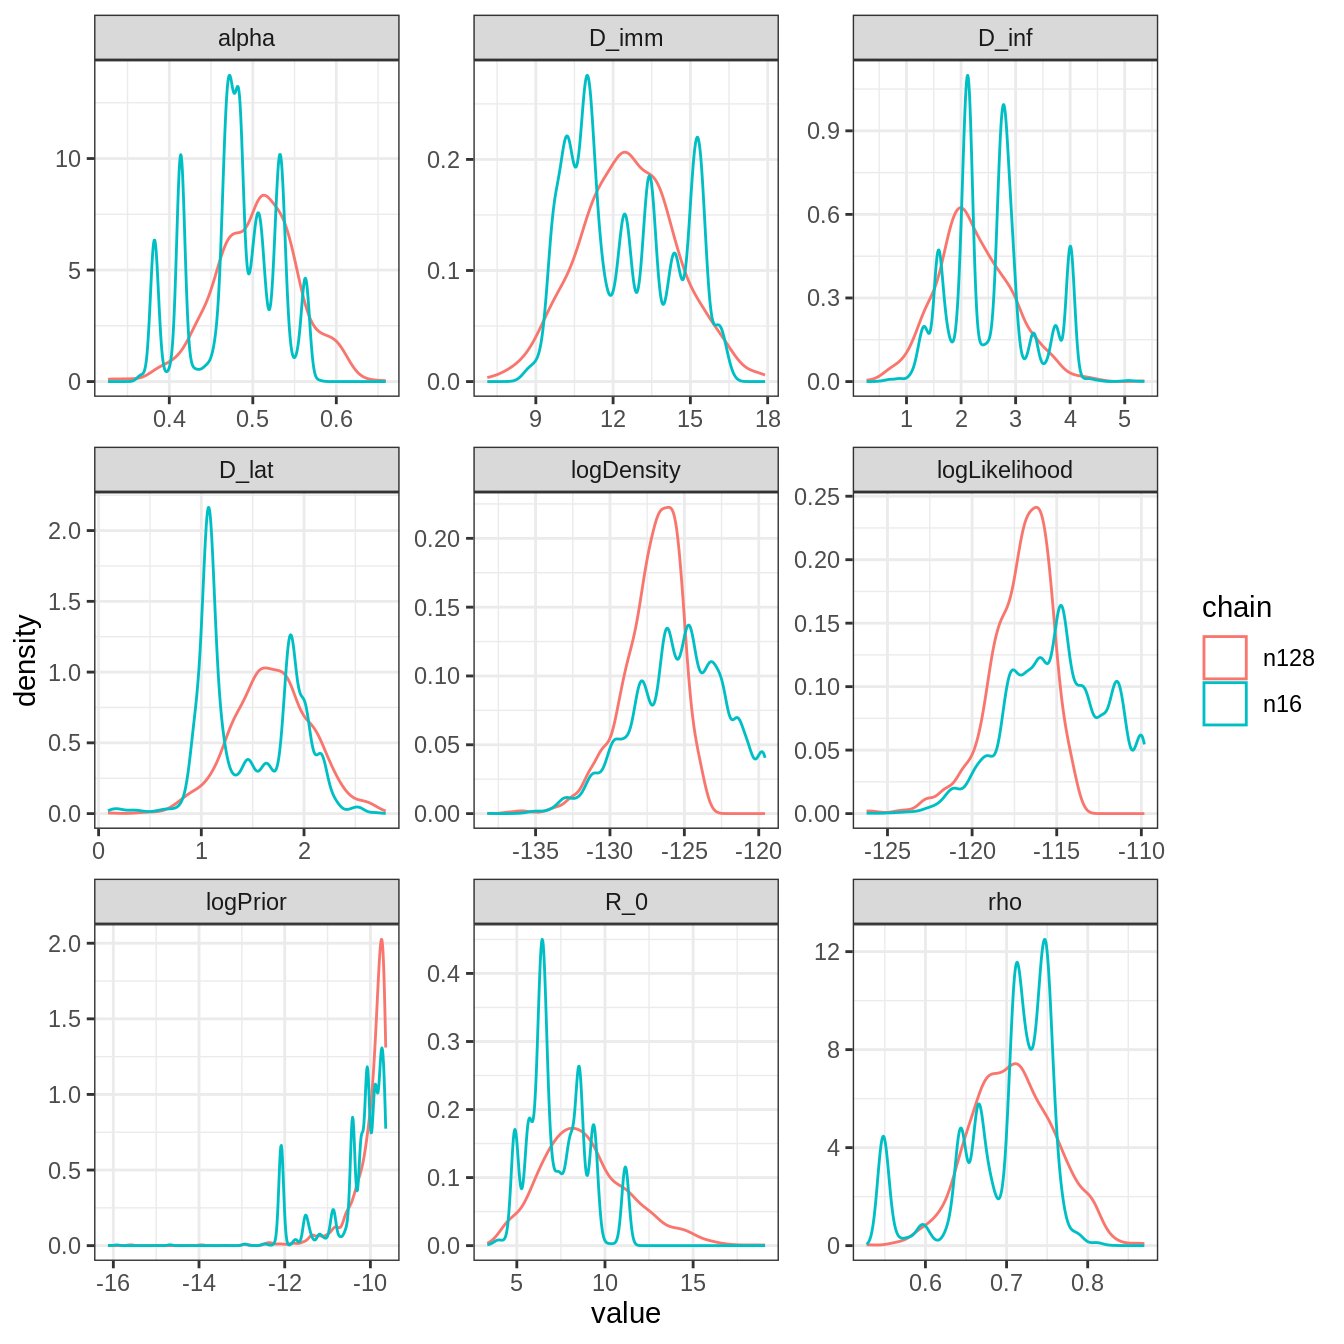 alpha D_imm D_inf
10
5
0
0.4 0.5 0.6
0.2
0.1
0.0
9 12 15 18
0.9
0.6
0.3
0.0
1 2 3 4 5
D_lat logDensity logLikelihood
2.0
1.5
1.0
0.5
0.0
0 1 2
0.20
0.15
0.10
0.05
0.00
-135 -130 -125 -120
0.25
0.20
0.15
0.10
0.05
0.00
-125 -120 -115 -110
logPrior R_0 rho
2.0
1.5
1.0
0.5
0.0
-16 -14 -12 -10
0.4
0.3
0.2
0.1
0.0
5 10 15
12
8
4
0
0.6 0.7 0.8
density
value
chain
n128
n16